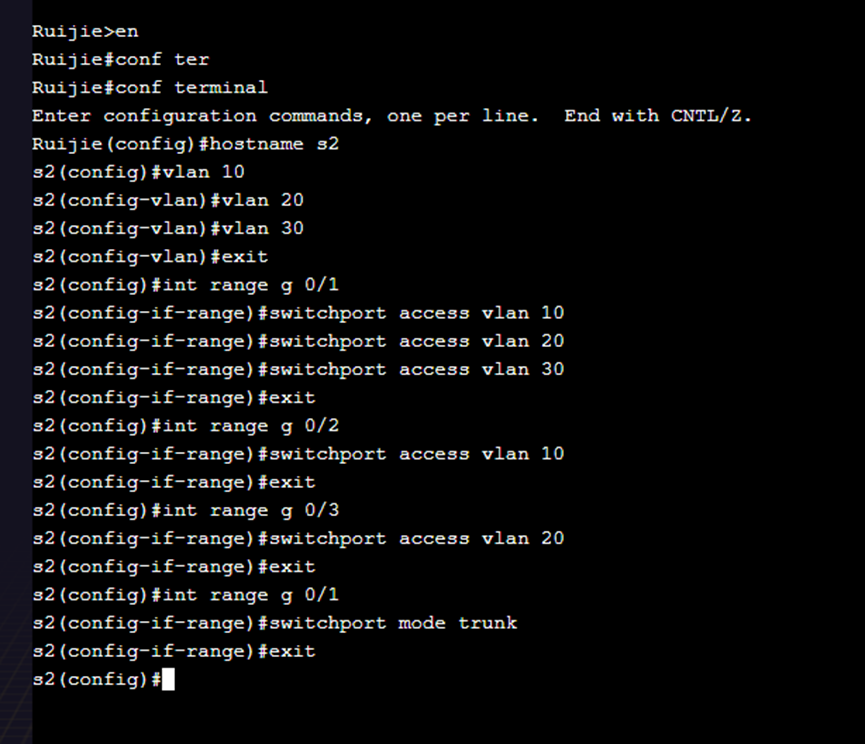 Ruijie>en
Ruijie#conf ter
Ruijie#conf terminal
Enter configuration commands, one per line.  End with CNTL/Z.
Ruijie(config)#hostname s2
s2(config)#vlan 10
s2(config-vlan)#vlan 20
s2(config-vlan)#vlan 30
s2(config-vlan)#exit
s2(config)#int range g 0/1
s2(config-if-range)#switchport access vlan 10
s2(config-if-range)#switchport access vlan 20
s2(config-if-range)#switchport access vlan 30
s2(config-if-range)#exit
s2(config)#int range g 0/2
s2(config-if-range)#switchport access vlan 10
s2(config-if-range)#exit
s2(config)#int range g 0/3
s2(config-if-range)#switchport access vlan 20
s2(config-if-range)#exit
s2(config)#int range g 0/1
s2(config-if-range)#switchport mode trunk
s2(config-if-range)#exit
s2(config)#